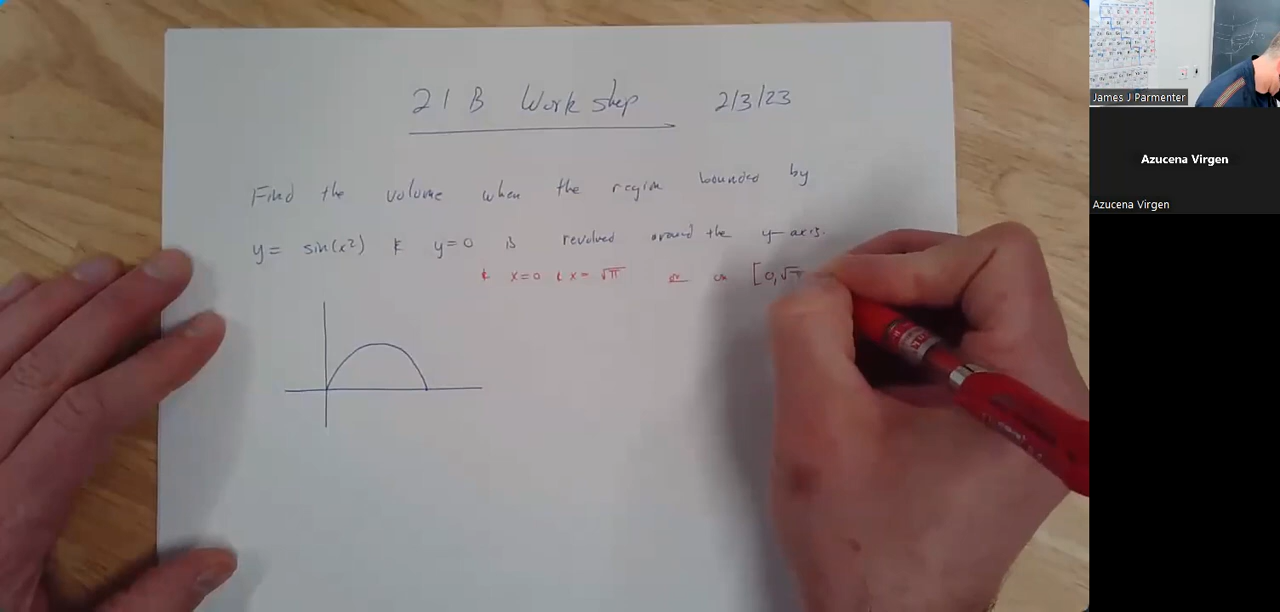 21B Workshop 2/3/23
Find the volume when the region bounded by
y = sin(x²) & y=0 is revolved around the y-axis.
& x=0 & x=√π or on [0,√π
James J Parmenter
Azucena Virgen
Azucena Virgen